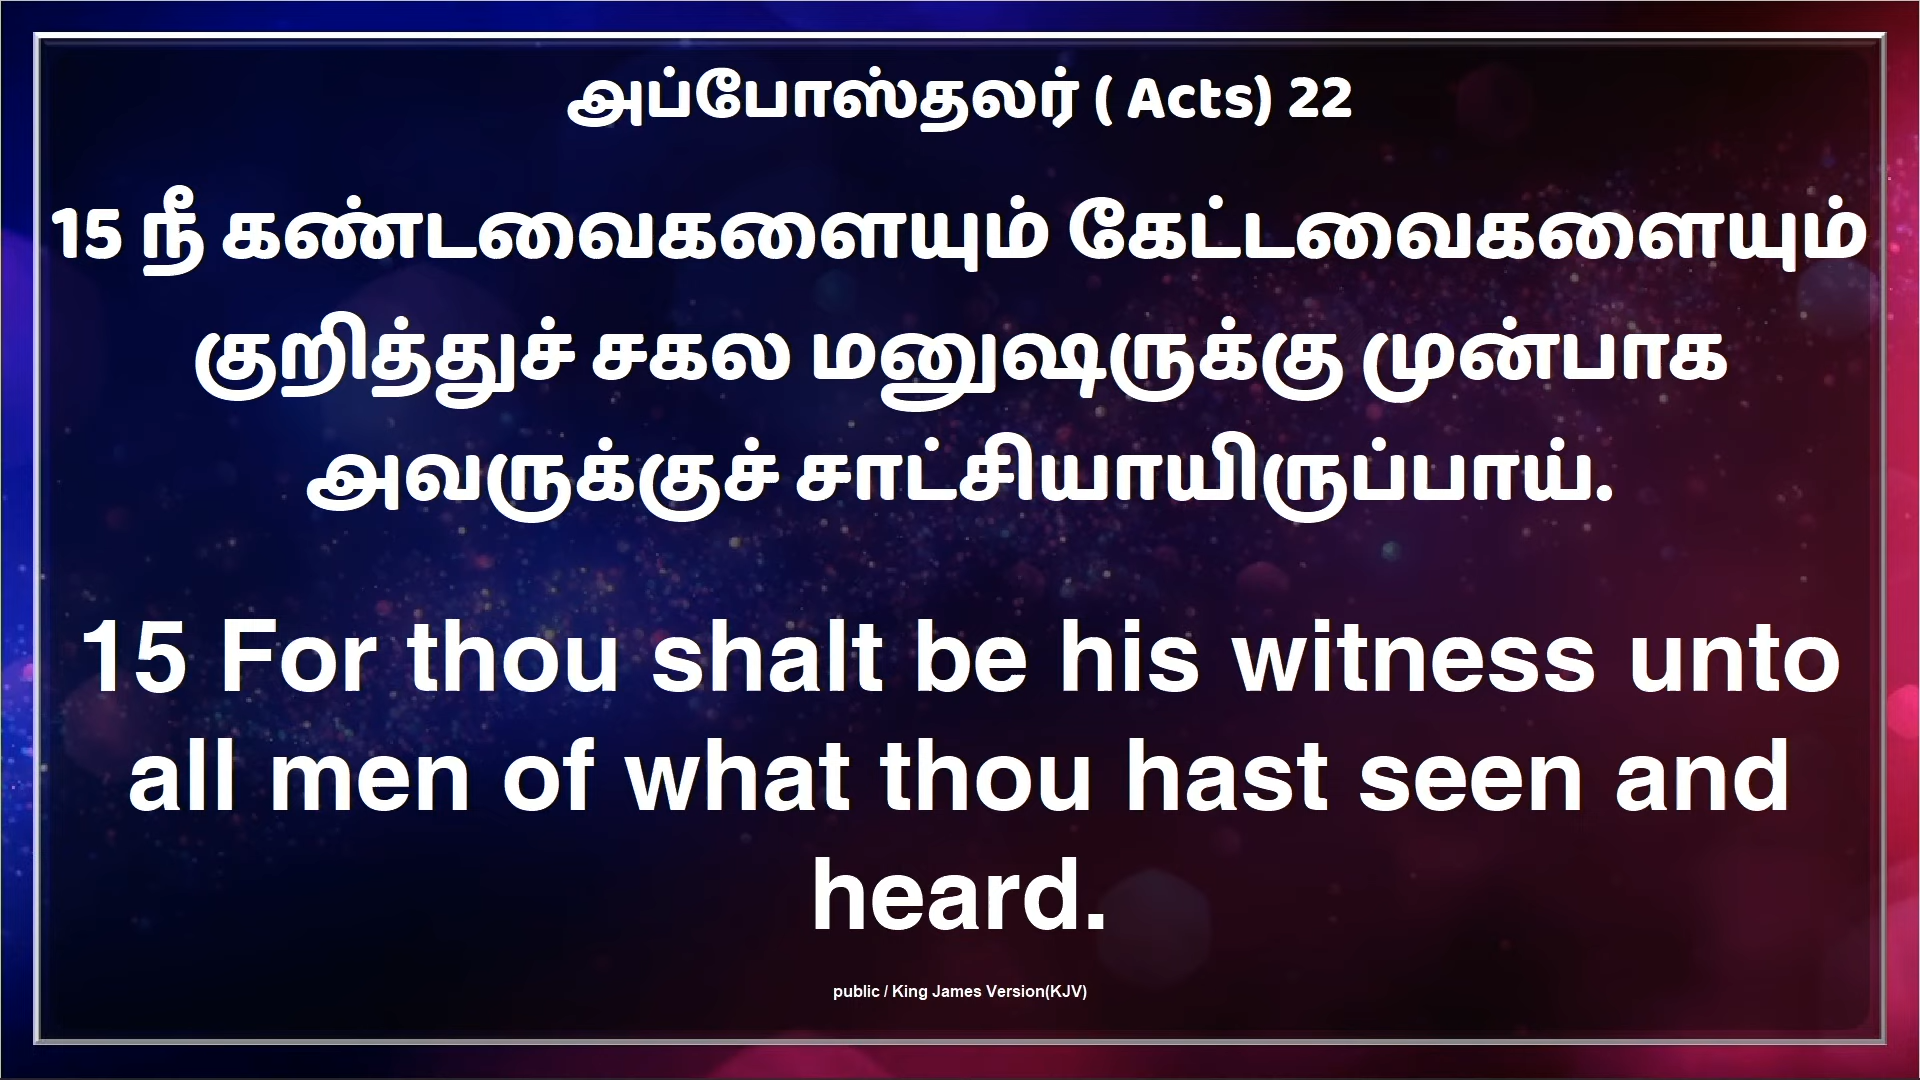 அப்போஸ்தலர் ( Acts) 22
15 நீ கண்டவைகளையும் கேட்டவைகளையும்
குறித்துச் சகல மனுஷருக்கு முன்பாக
அவருக்குச் சாட்சியாயிருப்பாய்.
15 For thou shalt be his witness unto
all men of what thou hast seen and
heard.
public / King James Version(KJV)